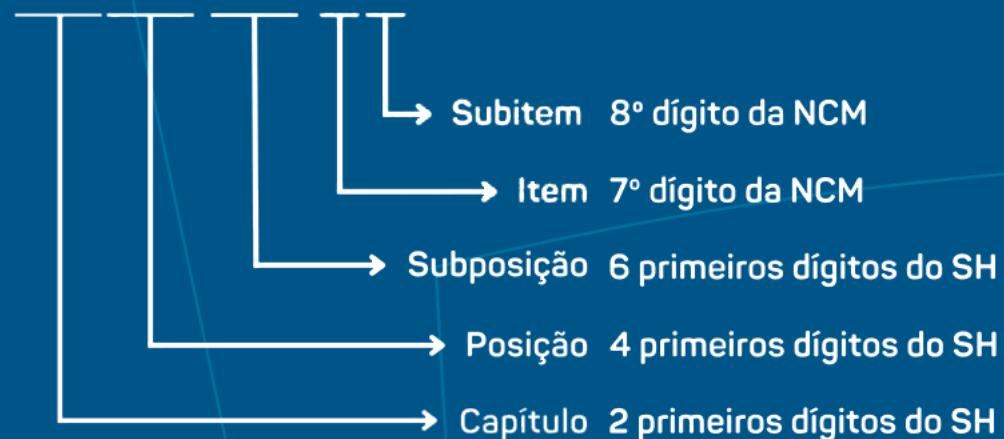 Subitem 8º dígito da NCM
Item 7º dígito da NCM
Subposição 6 primeiros dígitos do SH
Posição 4 primeiros dígitos do SH
Capítulo 2 primeiros dígitos do SH